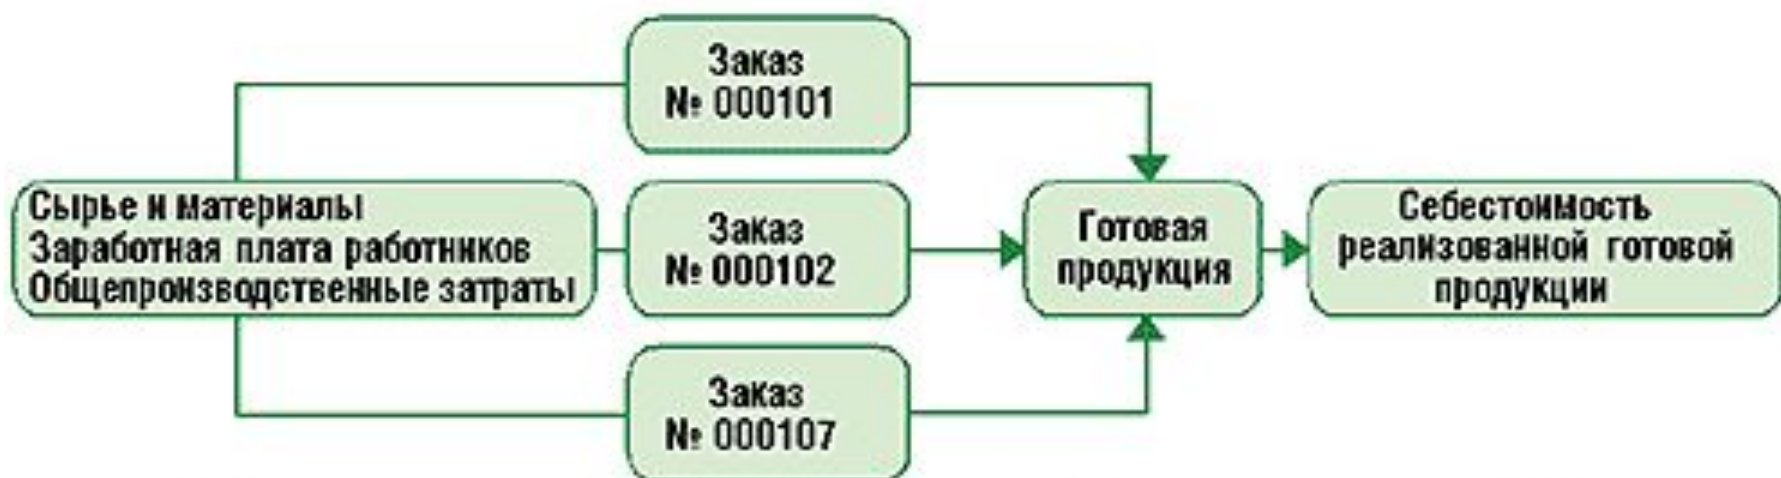 Заказ
№ 000101
Сырье и материалы
Заработная плата работников
Общепроизводственные затраты
Заказ
№ 000102
Готовая
продукция
Себестоимость
реализованной готовой
продукции
Заказ
№ 000107